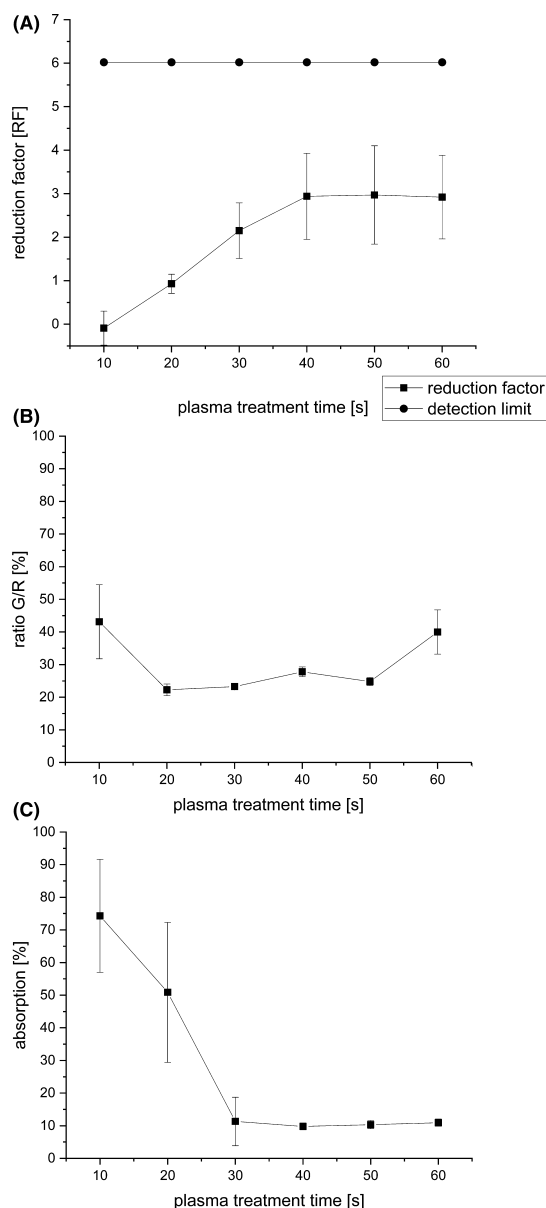 (A)
reduction factor [RF]
6
5
4
3
2
1
0
10 20 30 40 50 60
plasma treatment time [s]
reduction factor
detection limit
(B)
ratio G/R [%]
100
90
80
70
60
50
40
30
20
10
0
10 20 30 40 50 60
plasma treatment time [s]
(C)
absorption [%]
100
90
80
70
60
50
40
30
20
10
0
10 20 30 40 50 60
plasma treatment time [s]